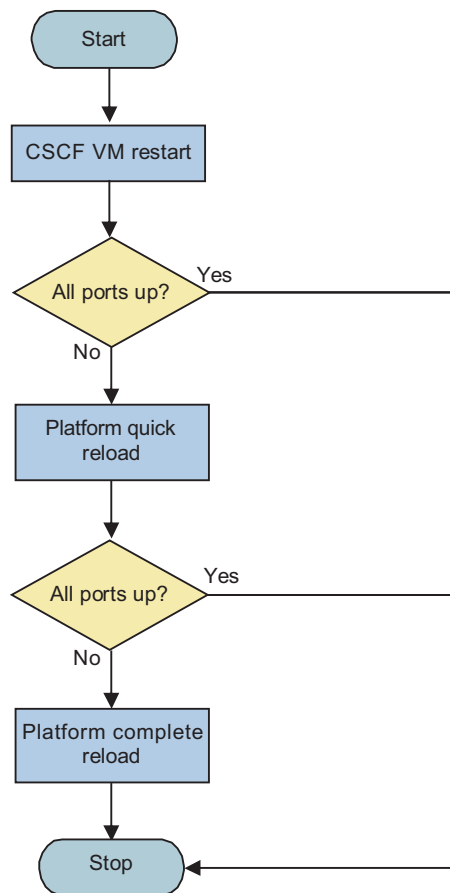 Start
CSCF VM restart
All ports up?
Yes
No
Platform quick
reload
All ports up?
Yes
No
Platform complete
reload
Stop